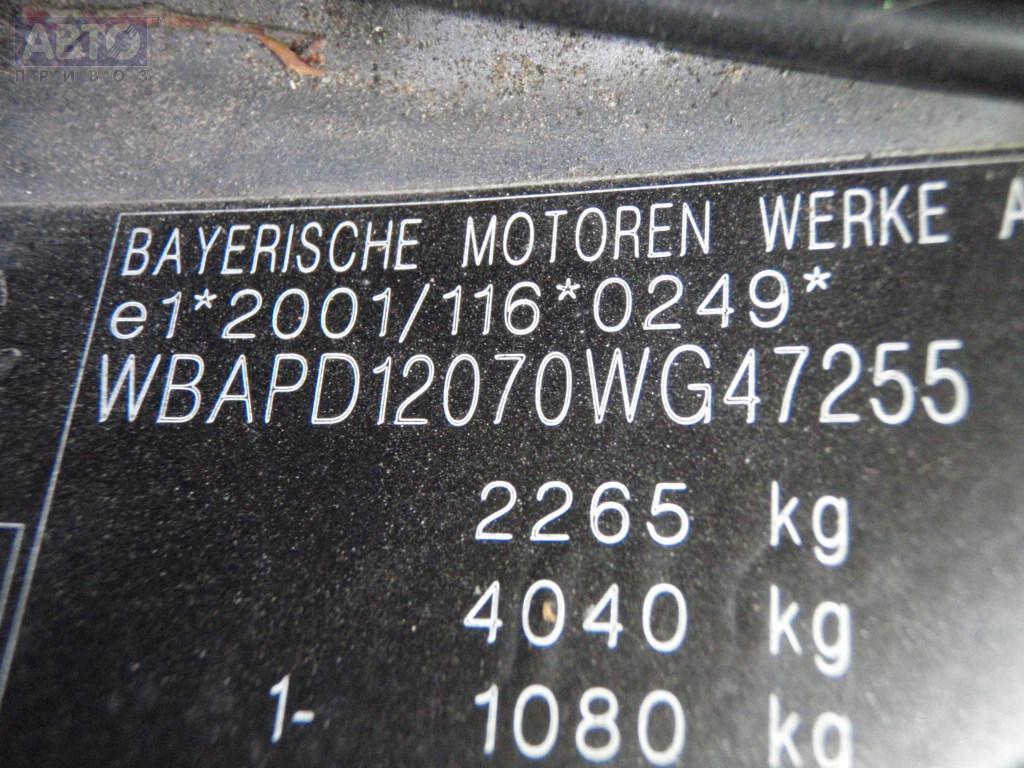 АВТО
ПРИВОЗ
BAYERISCHE MOTOREN WERKE A
e1*2001/116*0249*
WBAPD12070WG47255
2265 kg
4040 kg
1- 1080 kg